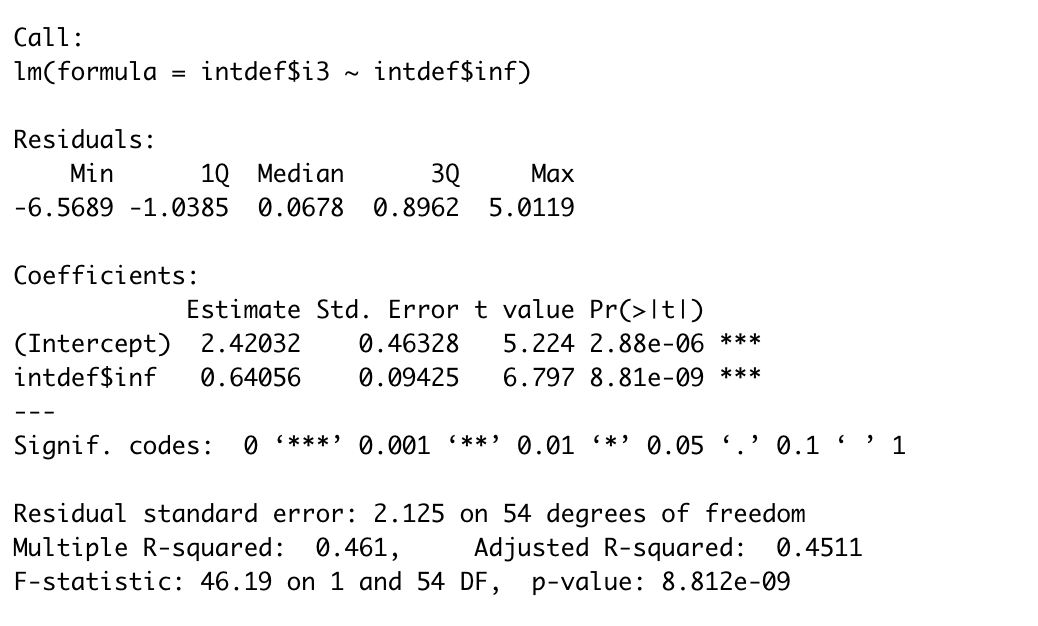 Call:
lm(formula = intdef$i3 ~ intdef$inf)
Residuals:
    Min      1Q  Median      3Q     Max
-6.5689 -1.0385  0.0678  0.8962  5.0119
Coefficients:
            Estimate Std. Error t value Pr(>|t|)
(Intercept)  2.42032    0.46328   5.224 2.88e-06 ***
intdef$inf   0.64056    0.09425   6.797 8.81e-09 ***
---
Signif. codes:  0 ‘***’ 0.001 ‘**’ 0.01 ‘*’ 0.05 ‘.’ 0.1 ‘ ’ 1
Residual standard error: 2.125 on 54 degrees of freedom
Multiple R-squared:  0.461,     Adjusted R-squared:  0.4511
F-statistic: 46.19 on 1 and 54 DF,  p-value: 8.812e-09